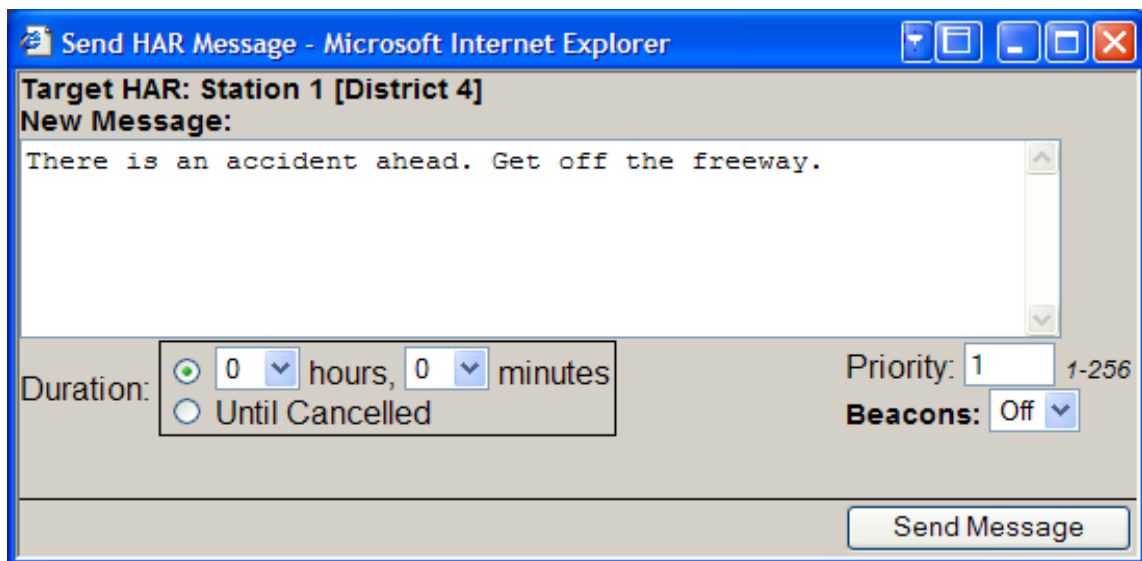 Send HAR Message - Microsoft Internet Explorer
Target HAR: Station 1 [District 4]
New Message:
There is an accident ahead. Get off the freeway.
Duration: 0 hours, 0 minutes Priority: 1 1-256
Until Cancelled Beacons: Off
Send Message